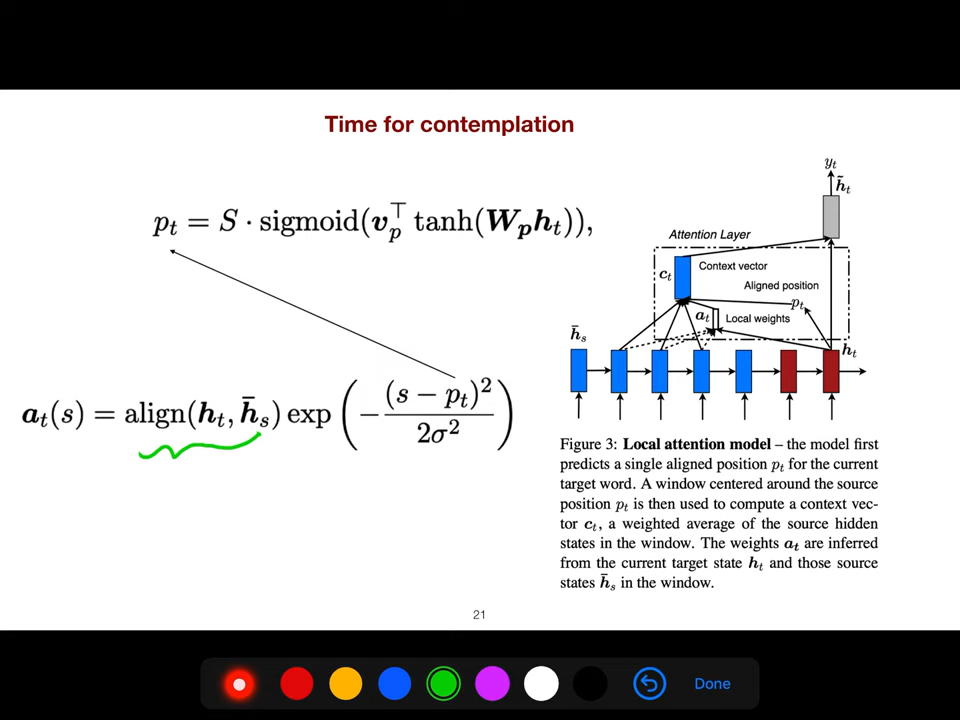 Time for contemplation
p_t = S · sigmoid(v_p^⊤ tanh(W_p h_t)),
a_t(s) = align(h_t, h̄_s) exp(−(s − p_t)²/2σ²)
y_t
h̃_t
Attention Layer
c_t
Context vector
Aligned position
p_t
a_t
Local weights
h̄_s
h_t
Figure 3: Local attention model – the model first
predicts a single aligned position p_t for the current
target word. A window centered around the source
position p_t is then used to compute a context vec-
tor c_t, a weighted average of the source hidden
states in the window. The weights a_t are inferred
from the current target state h_t and those source
states h̄_s in the window.
21
Done